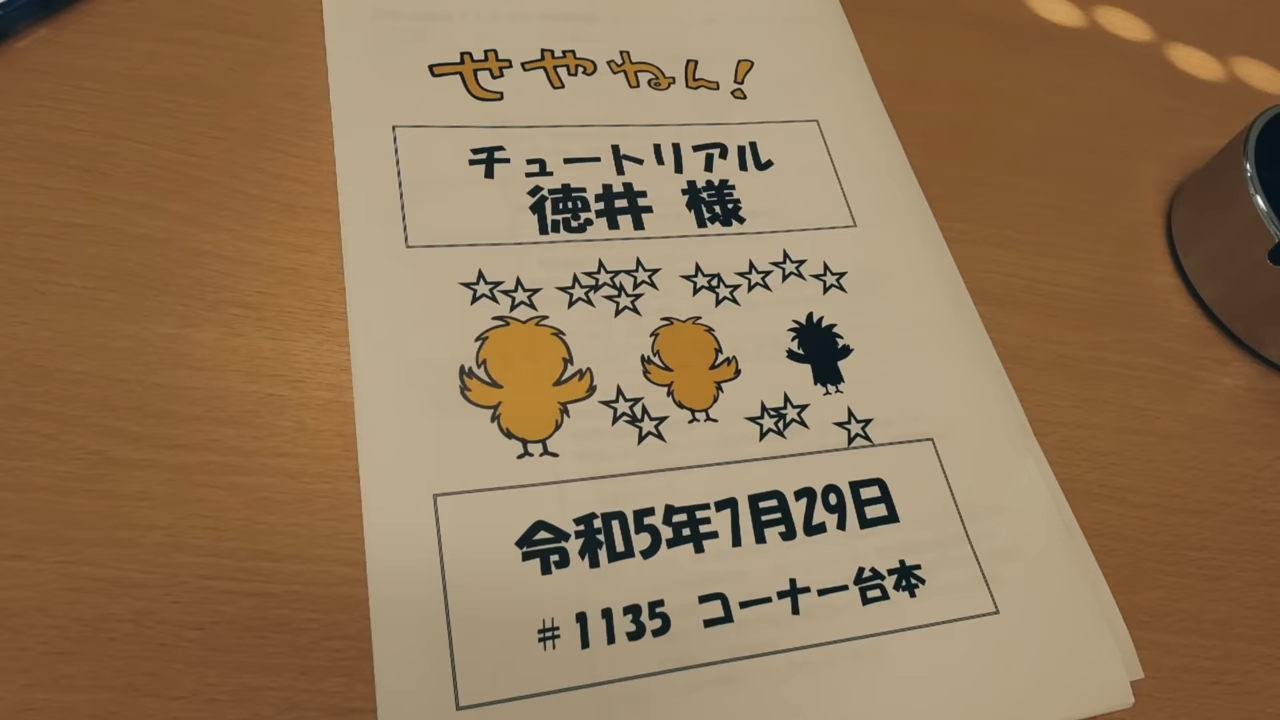 せやねん!
チュートリアル
徳井 様
令和5年7月29日
#1135 コーナー台本